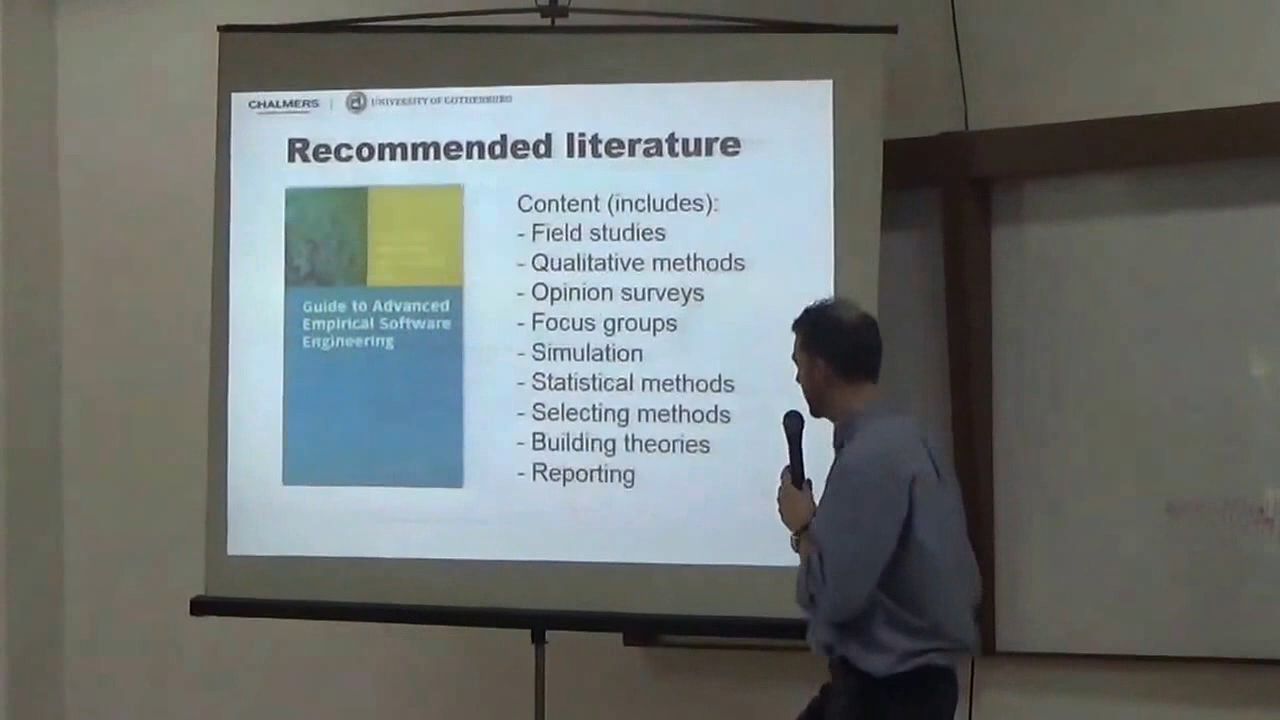 CHALMERS | UNIVERSITY OF GOTHENBURG
Recommended literature
Guide to Advanced
Empirical Software
Engineering
Content (includes):
- Field studies
- Qualitative methods
- Opinion surveys
- Focus groups
- Simulation
- Statistical methods
- Selecting methods
- Building theories
- Reporting